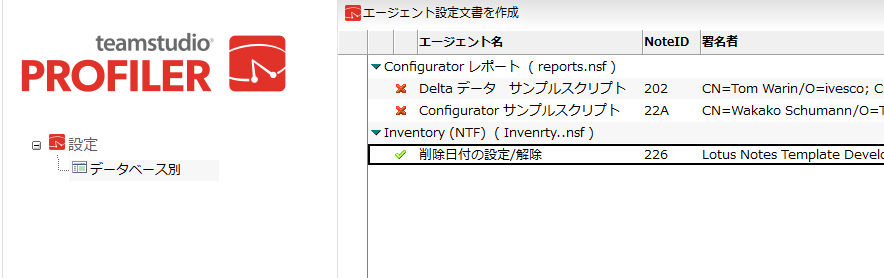 teamstudio®
PROFILER
設定
データベース別
エージェント設定文書を作成
エージェント名 NoteID 署名者
Configurator レポート ( reports.nsf )
Delta データ　サンプルスクリプト 202 CN=Tom Warin/O=ivesco; C
Configurator サンプルスクリプト 22A CN=Wakako Schumann/O=T
Inventory (NTF) ( Invenrty..nsf )
削除日付の設定/解除 226 Lotus Notes Template Develo